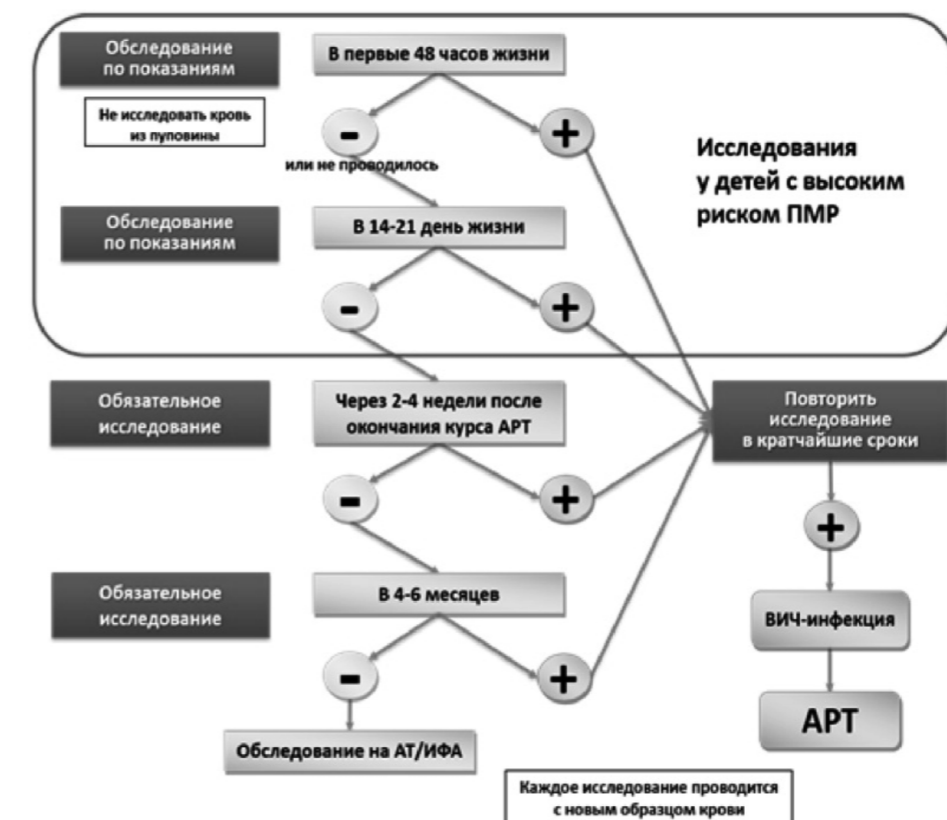 Обследование
по показаниям
В первые 48 часов жизни
Не исследовать кровь
из пуповины
-
+
или не проводилось
Исследования
у детей с высоким
риском ПМР
Обследование
по показаниям
В 14-21 день жизни
-
+
Обязательное
исследование
Через 2-4 недели после
окончания курса АРТ
Повторить
исследование
в кратчайшие сроки
-
+
+
Обязательное
исследование
В 4-6 месяцев
ВИЧ-инфекция
-
+
АРТ
Обследование на АТ/ИФА
Каждое исследование проводится
с новым образцом крови